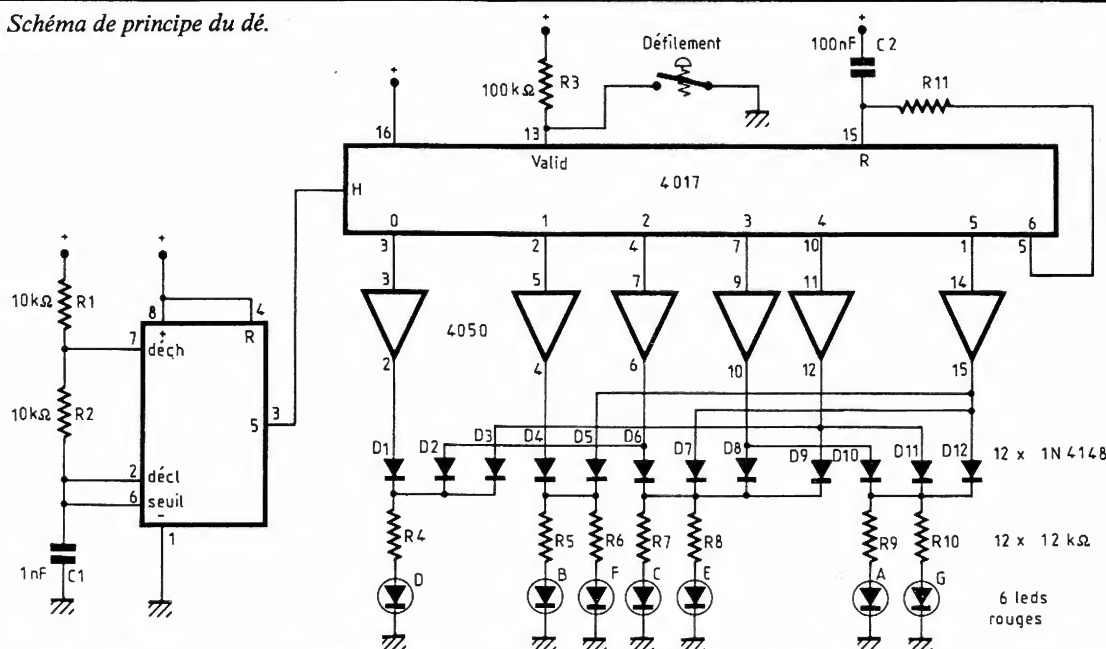 Schéma de principe du dé.
+
+
+
+
+
100kΩ
R3
Défilement
100nF
C2
R11
16
13
15
Valid
R
H
4017
0
1
2
3
4
5
6
3
2
4
7
10
1
5
3
5
7
9
11
14
4050
2
4
6
10
12
15
10kΩ
R1
8
4
+
R
7
déch
10kΩ
R2
5
3
2
décl
6
seuil
-
1
1nF
C1
D1
D2
D3
D4
D5
D6
D7
D8
D9
D10
D11
D12
12 x 1N 4148
R4
R5
R6
R7
R8
R9
R10
12 x 12 kΩ
D
B
F
C
E
A
G
6 leds
rouges